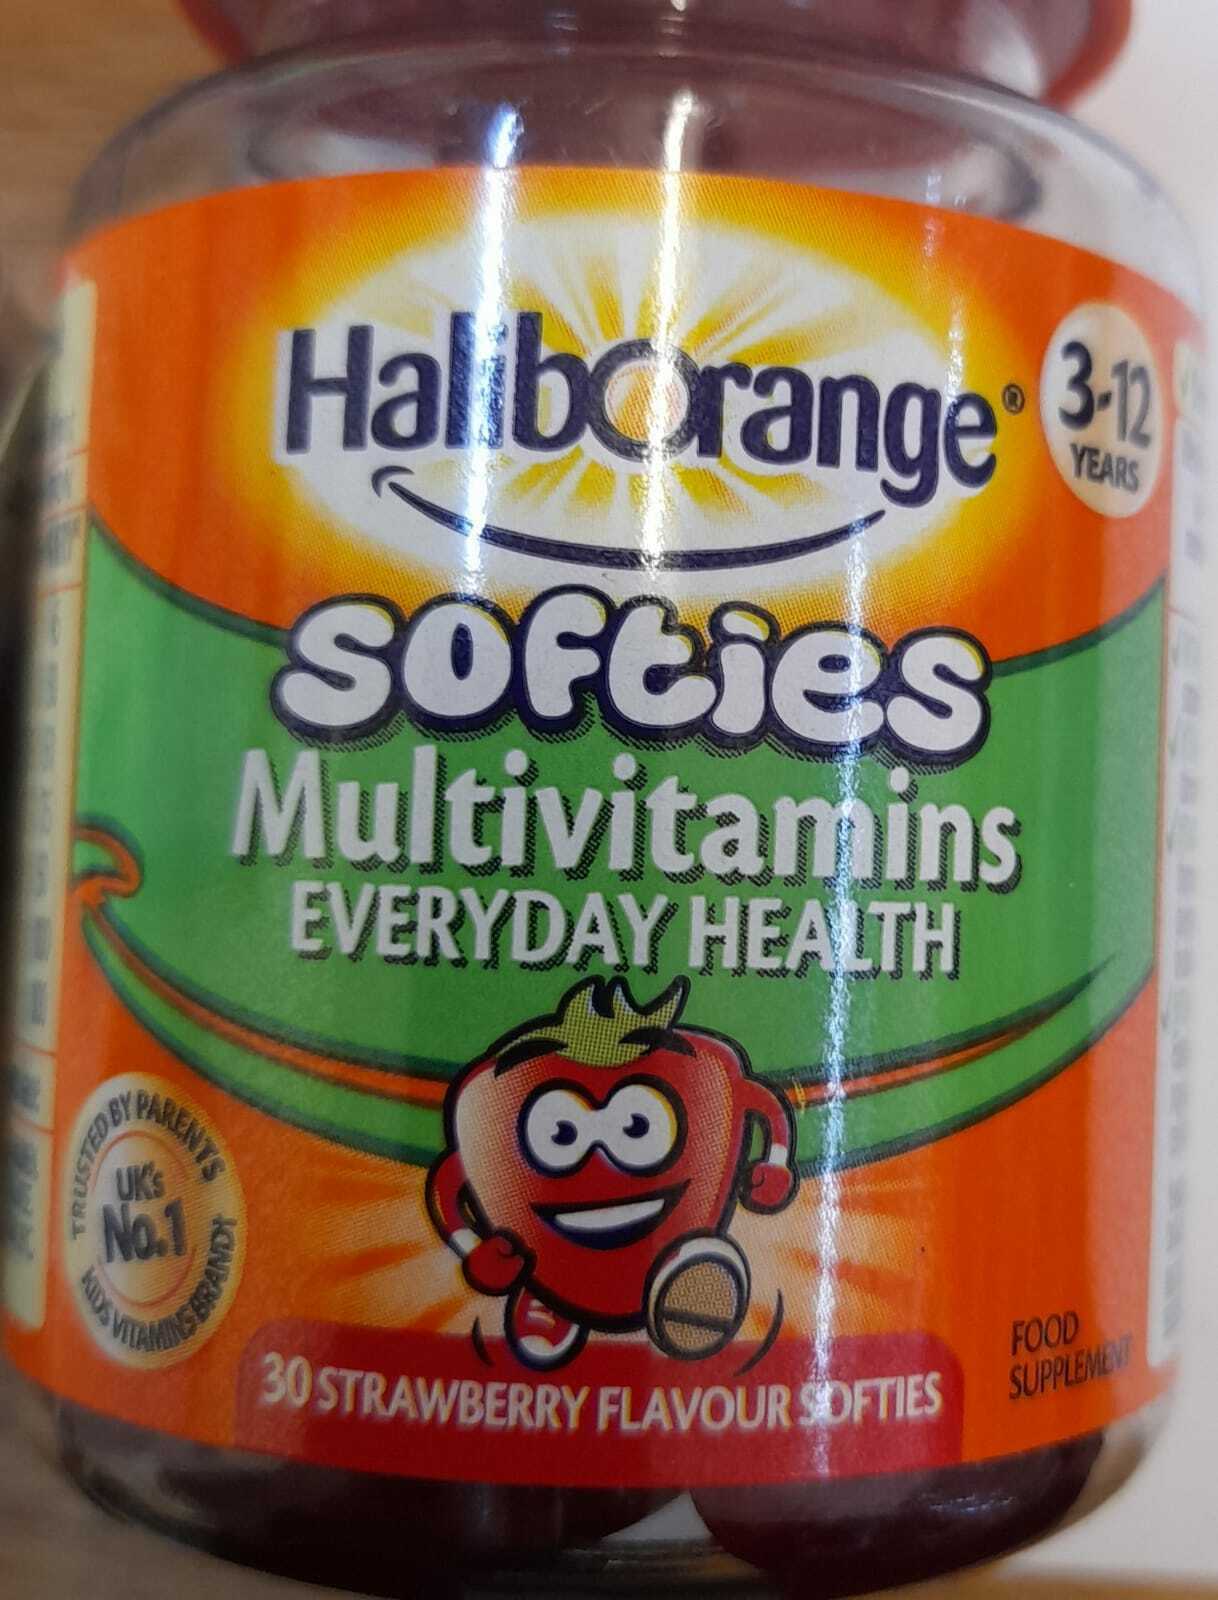 Haliborange®
3-12
YEARS
softies
Multivitamins
EVERYDAY HEALTH
TRUSTED BY PARENTS
UK's
No.1
KIDS VITAMINS BRAND!
30 STRAWBERRY FLAVOUR SOFTIES
FOOD
SUPPLEMENT